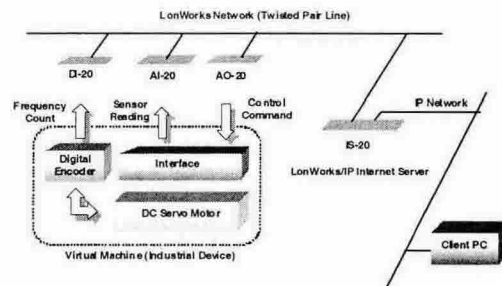 LonWorks Network (Twisted Pair Line)
DI-20
AI-20
AO-20
Frequency
Count
Sensor
Reading
Control
Command
IP Network
IS-20
LonWorks/IP Internet Server
Digital
Encoder
Interface
DC Servo Motor
Virtual Machine (Industrial Device)
Client PC